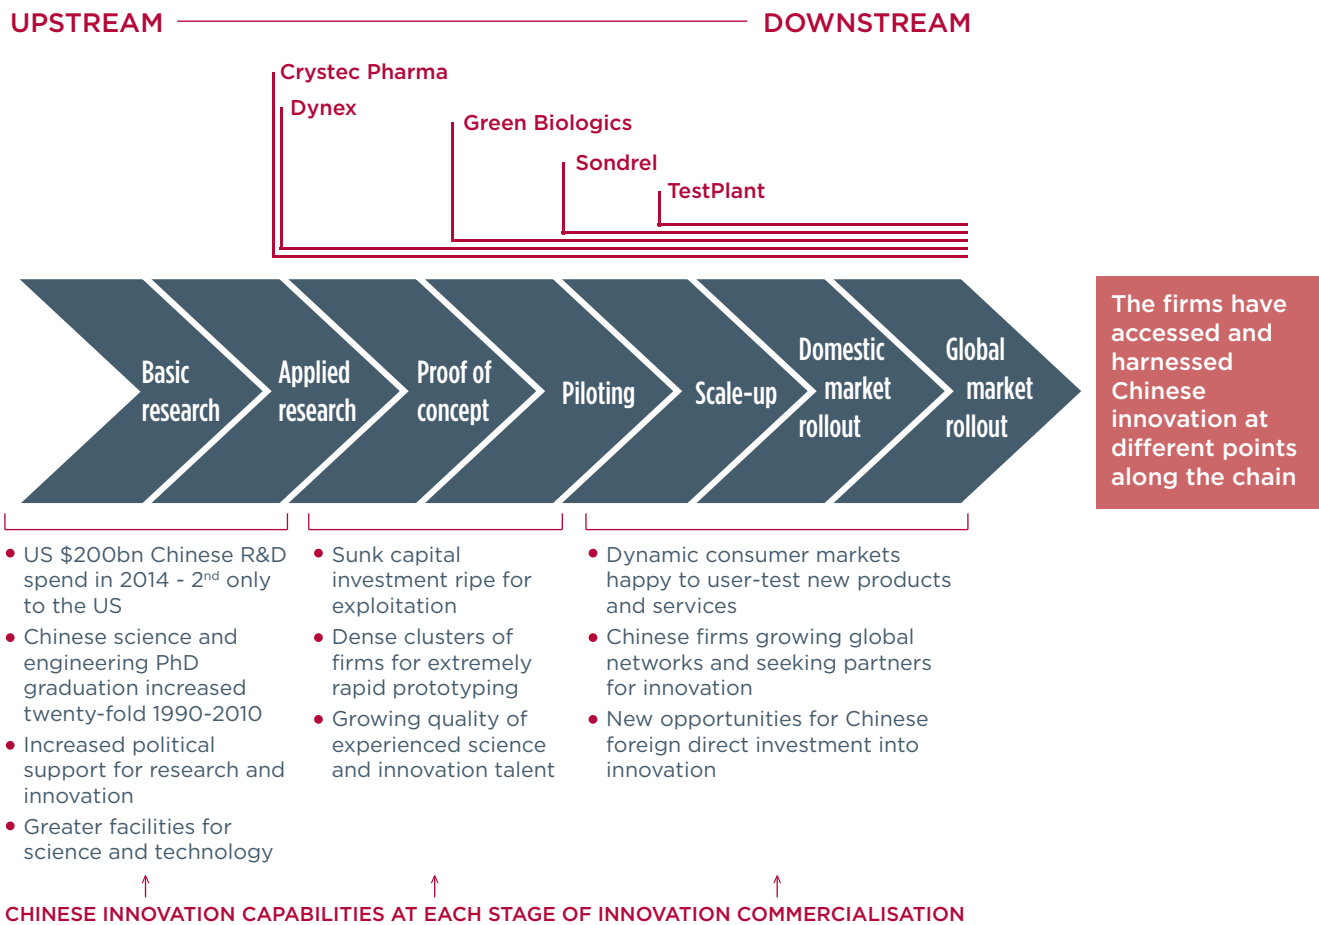 UPSTREAM
DOWNSTREAM
Crystec Pharma
Dynex
Green Biologics
Sondrel
TestPlant
Basic
research
Applied
research
Proof of
concept
Piloting
Scale-up
Domestic
market
rollout
Global
market
rollout
The firms have
accessed and
harnessed
Chinese
innovation at
different points
along the chain
• US $200bn Chinese R&D
spend in 2014 - 2nd only
to the US
• Chinese science and
engineering PhD
graduation increased
twenty-fold 1990-2010
• Increased political
support for research and
innovation
• Greater facilities for
science and technology
• Sunk capital
investment ripe for
exploitation
• Dense clusters of
firms for extremely
rapid prototyping
• Growing quality of
experienced science
and innovation talent
• Dynamic consumer markets
happy to user-test new products
and services
• Chinese firms growing global
networks and seeking partners
for innovation
• New opportunities for Chinese
foreign direct investment into
innovation
CHINESE INNOVATION CAPABILITIES AT EACH STAGE OF INNOVATION COMMERCIALISATION